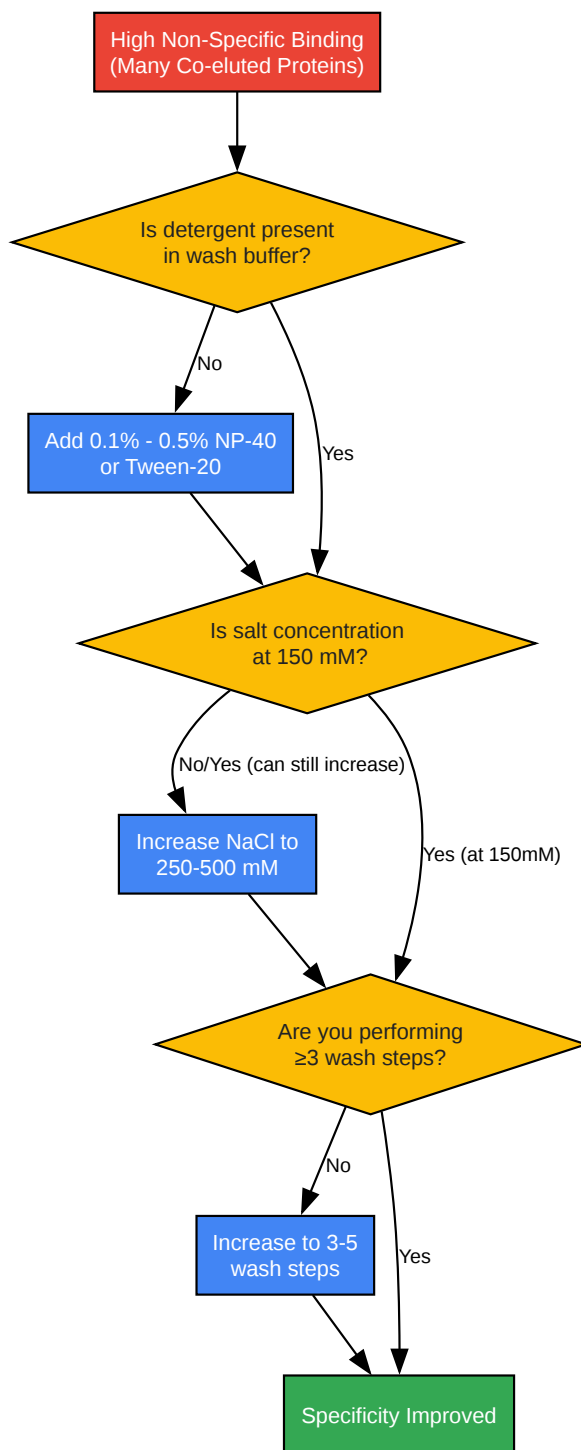 High Non-Specific Binding
(Many Co-eluted Proteins)
Is detergent present
in wash buffer?
No
Add 0.1% - 0.5% NP-40
or Tween-20
Yes
Is salt concentration
at 150 mM?
No/Yes (can still increase)
Increase NaCl to
250-500 mM
Yes (at 150mM)
Are you performing
≥3 wash steps?
No
Increase to 3-5
wash steps
Yes
Specificity Improved